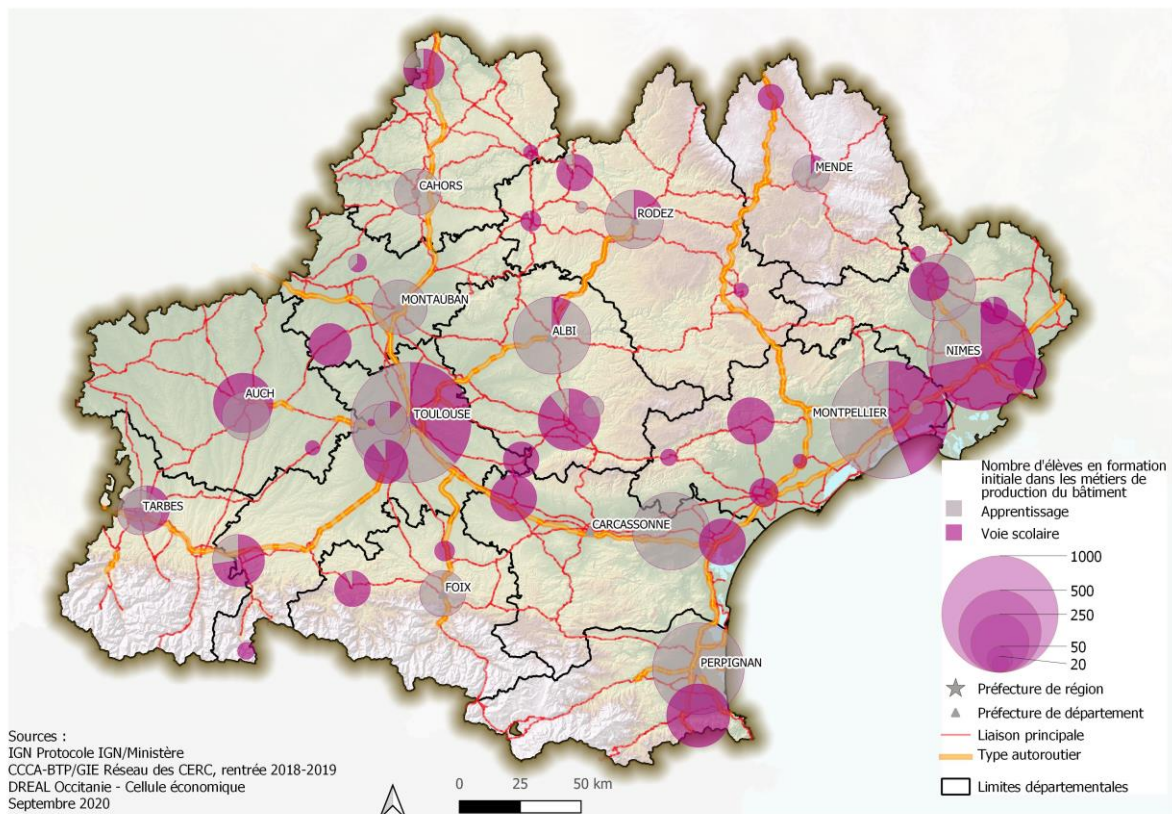 CAHORS
MENDE
RODEZ
MONTAUBAN
ALBI
NIMES
AUCH
TOULOUSE
MONTPELLIER
TARBES
CARCASSONNE
FOIX
PERPIGNAN
Nombre d'élèves en formation
initiale dans les métiers de
production du bâtiment
Apprentissage
Voie scolaire
1000
500
250
50
20
Préfecture de région
Préfecture de département
Liaison principale
Type autoroutier
Limites départementales
Sources :
IGN Protocole IGN/Ministère
CCCA-BTP/GIE Réseau des CERC, rentrée 2018-2019
DREAL Occitanie - Cellule économique
Septembre 2020
0 25 50 km